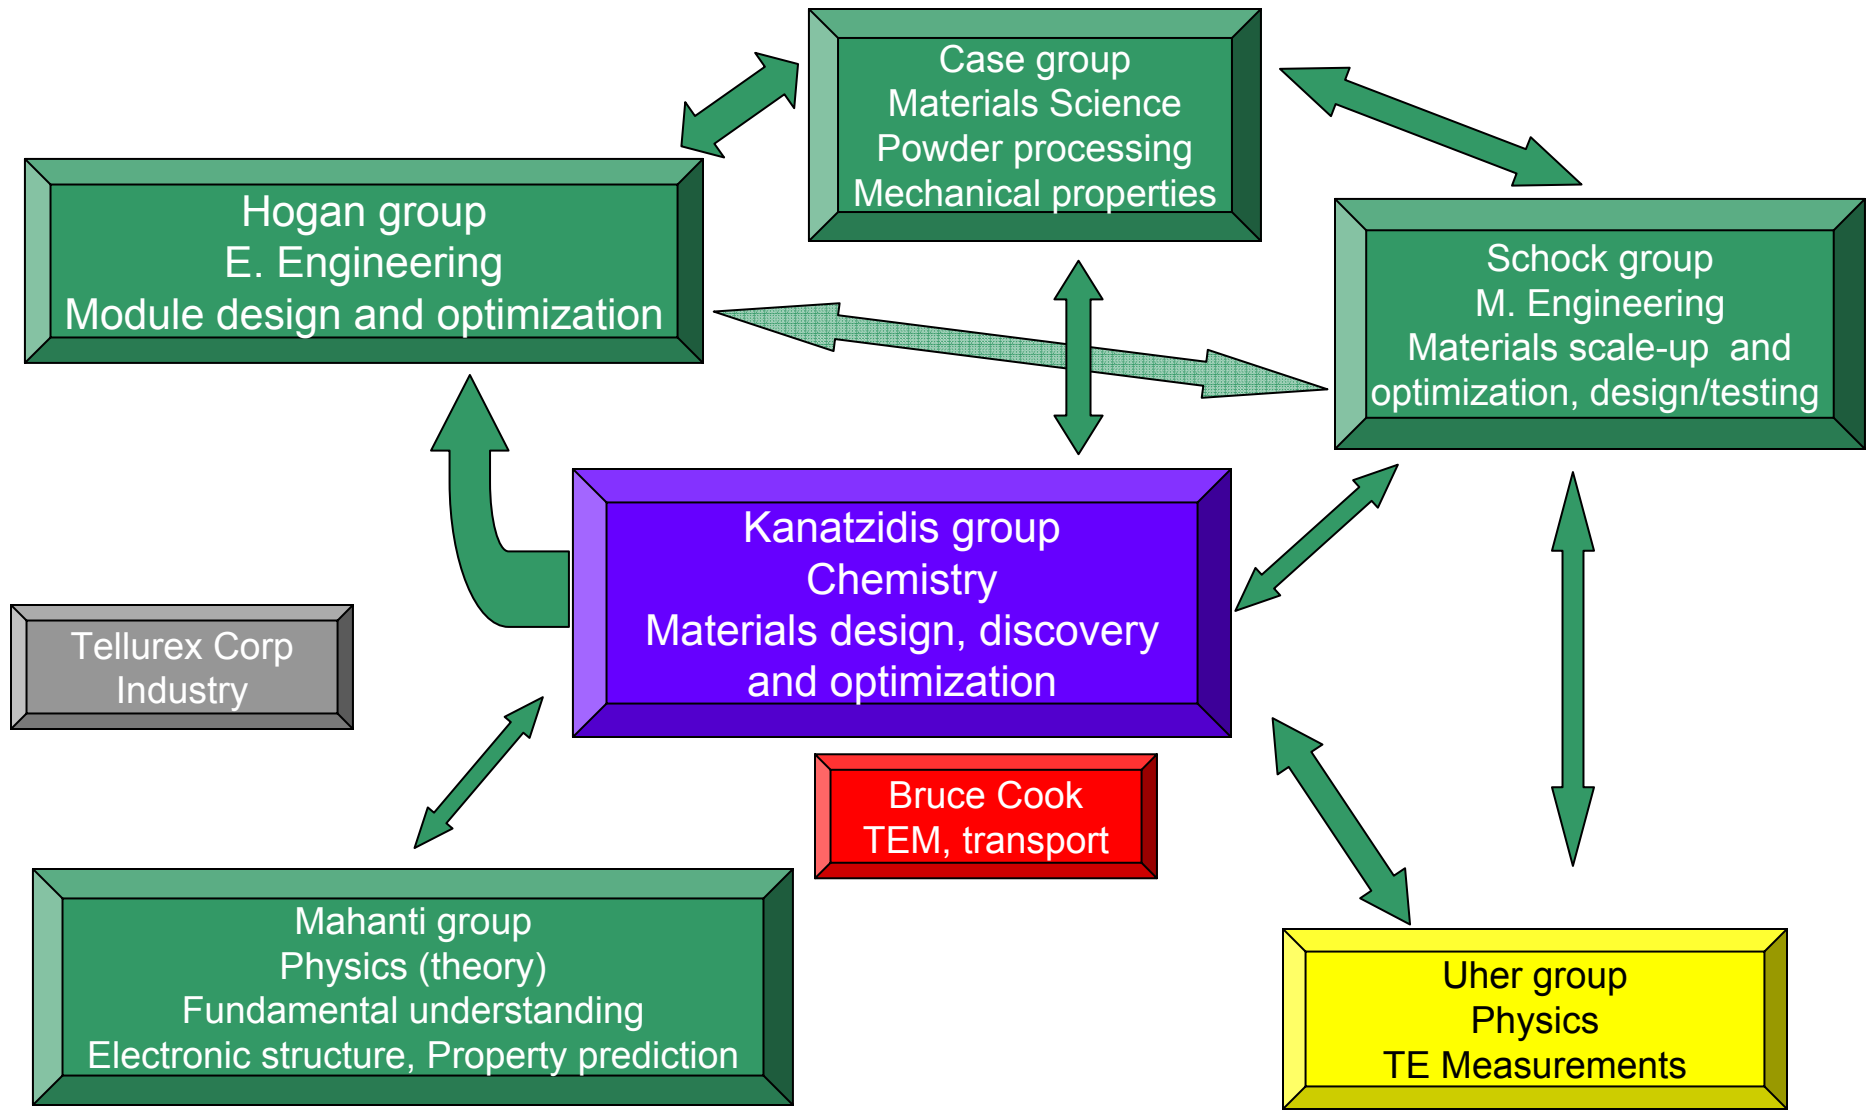 Case group
Materials Science
Powder processing
Mechanical properties
Hogan group
E. Engineering
Module design and optimization
Schock group
M. Engineering
Materials scale-up  and
optimization, design/testing
Kanatzidis group
Chemistry
Materials design, discovery
and optimization
Tellurex Corp
Industry
Bruce Cook
TEM, transport
Mahanti group
Physics (theory)
Fundamental understanding
Electronic structure, Property prediction
Uher group
Physics
TE Measurements